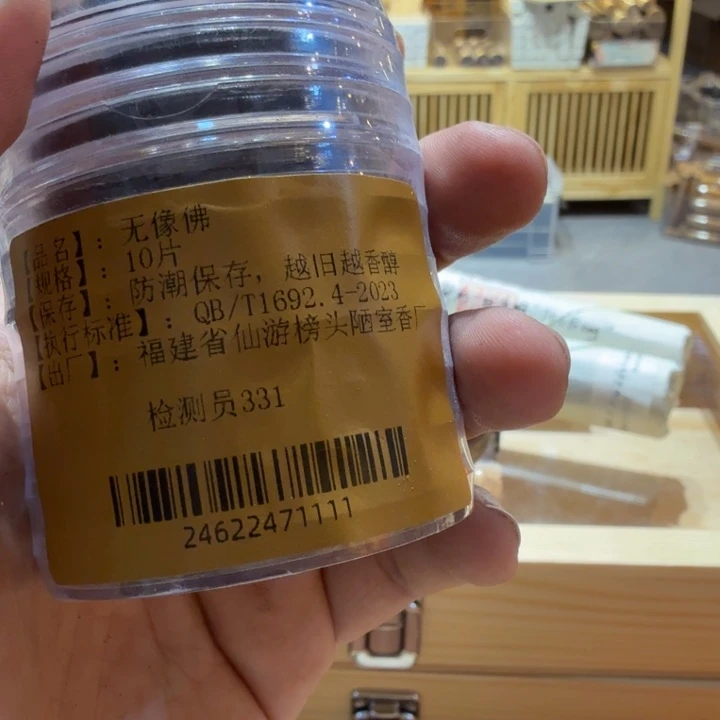 【品名】：无像佛
【规格】：10片
【保存】：防潮保存，越旧越香醇
【执行标准】：QB/T1692.4-2023
【出厂】：福建省仙游榜头陋室香厂
检测员331
24622471111